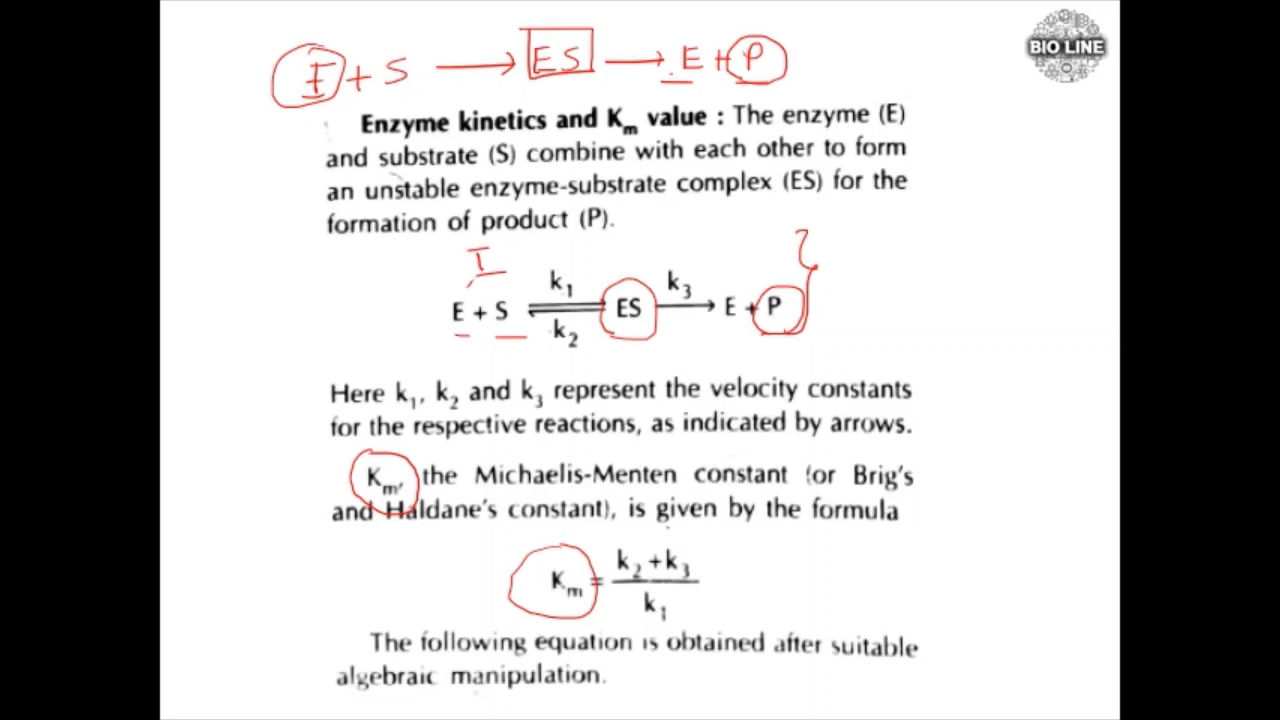 E + S → ES → E + P
BIO LINE
Enzyme kinetics and Km value : The enzyme (E)
and substrate (S) combine with each other to form
an unstable enzyme-substrate complex (ES) for the
formation of product (P).
I
k1 k3
E + S ⇌ ES → E + P
k2
Here k1, k2 and k3 represent the velocity constants
for the respective reactions, as indicated by arrows.
Km, the Michaelis-Menten constant (or Brig's
and Haldane's constant), is given by the formula
k2 + k3
Km =
k1
The following equation is obtained after suitable
algebraic manipulation.